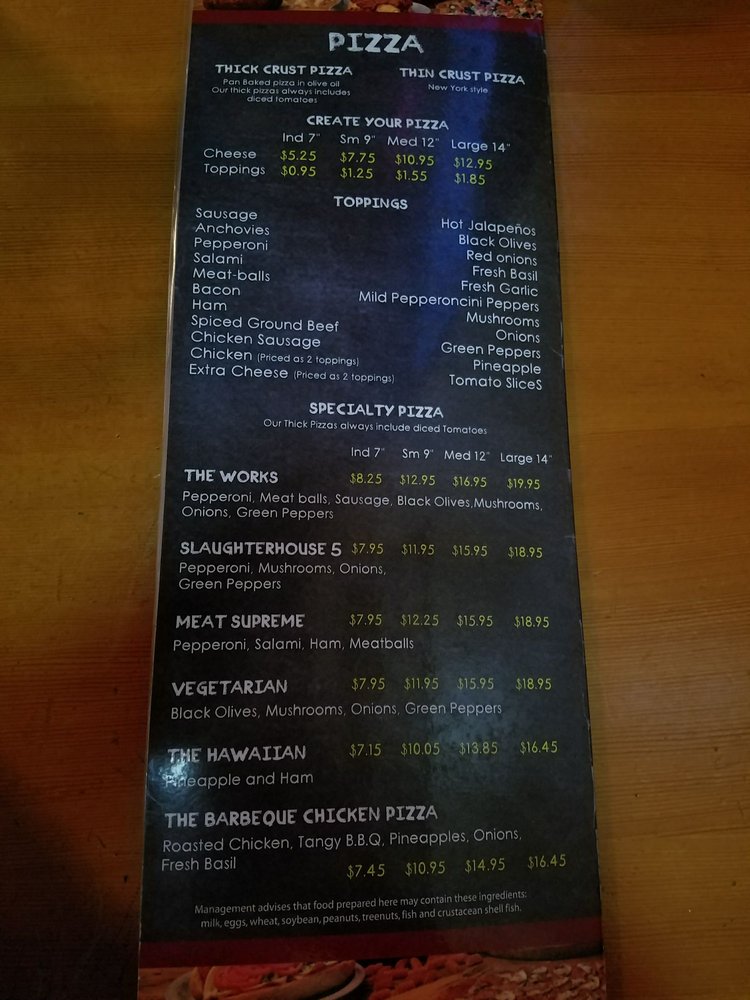 PIZZA
THICK CRUST PIZZA
Pan Baked pizza in olive oil
Our thick pizzas always includes
diced tomatoes
THIN CRUST PIZZA
New York style
CREATE YOUR PIZZA
Ind 7" Sm 9" Med 12" Large 14"
Cheese $5.25 $7.75 $10.95 $12.95
Toppings $0.95 $1.25 $1.55 $1.85
TOPPINGS
Sausage
Anchovies
Pepperoni
Salami
Meat-balls
Bacon
Ham
Spiced Ground Beef
Chicken Sausage
Chicken (Priced as 2 toppings)
Extra Cheese (Priced as 2 toppings)
Hot Jalapeños
Black Olives
Red onions
Fresh Basil
Fresh Garlic
Mild Pepperoncini Peppers
Mushrooms
Onions
Green Peppers
Pineapple
Tomato SliceS
SPECIALTY PIZZA
Our Thick Pizzas always include diced Tomatoes
Ind 7" Sm 9" Med 12" Large 14"
THE WORKS $8.25 $12.95 $16.95 $19.95
Pepperoni, Meat balls, Sausage, Black Olives,Mushrooms,
Onions, Green Peppers
SLAUGHTERHOUSE 5 $7.95 $11.95 $15.95 $18.95
Pepperoni, Mushrooms, Onions,
Green Peppers
MEAT SUPREME $7.95 $12.25 $15.95 $18.95
Pepperoni, Salami, Ham, Meatballs
VEGETARIAN $7.95 $11.95 $15.95 $18.95
Black Olives, Mushrooms, Onions, Green Peppers
THE HAWAIIAN $7.15 $10.05 $13.85 $16.45
Pineapple and Ham
THE BARBEQUE CHICKEN PIZZA
Roasted Chicken, Tangy B.B.Q, Pineapples, Onions,
Fresh Basil
$7.45 $10.95 $14.95 $16.45
Management advises that food prepared here may contain these Ingredients:
milk, eggs, wheat, soybean, peanuts, treenuts, fish and crustacean shell fish.